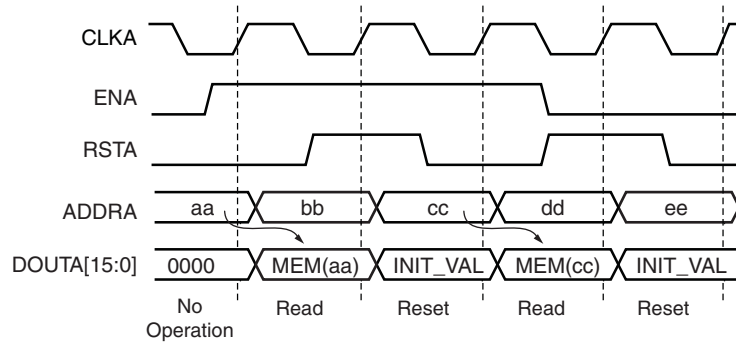 CLKA
ENA
RSTA
ADDRA aa bb cc dd ee
DOUTA[15:0] 0000 MEM(aa) INIT_VAL MEM(cc) INIT_VAL
No Operation Read Reset Read Reset